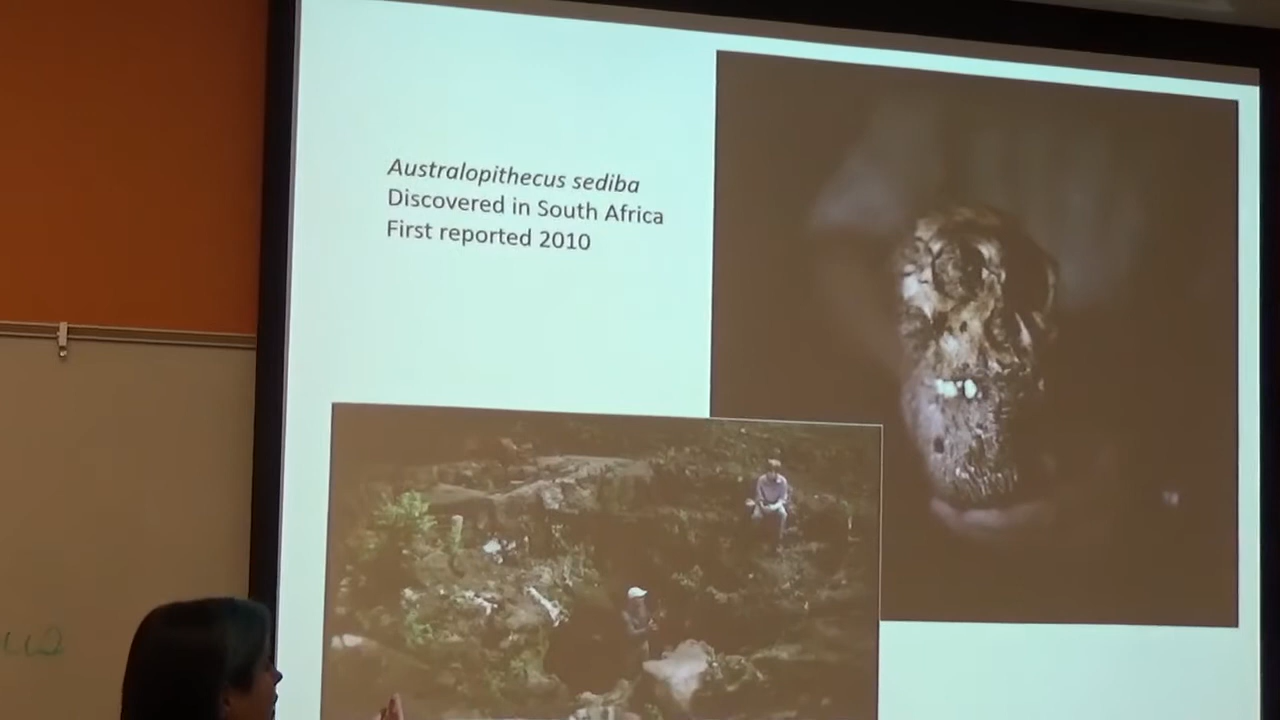 Australopithecus sediba
Discovered in South Africa
First reported 2010